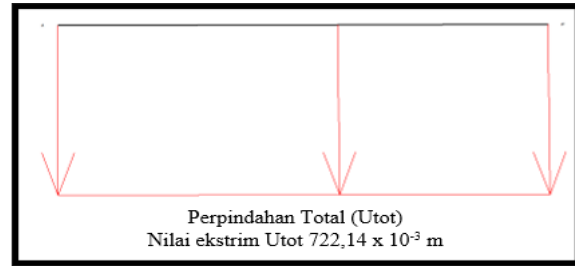 Perpindahan Total (Utot)
Nilai ekstrim Utot 722,14 x 10⁻³ m